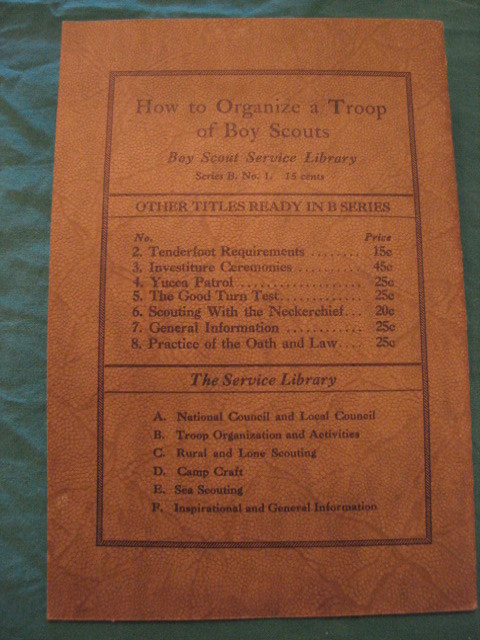 How to Organize a Troop
of Boy Scouts
Boy Scout Service Library
Series B. No. 1. 15 cents
OTHER TITLES READY IN B SERIES
No. Price
2. Tenderfoot Requirements ........ 15c
3. Investiture Ceremonies .......... 45c
4. Yucca Patrol ................... 25c
5. The Good Turn Test............ 25c
6. Scouting With the Neckerchief... 20c
7. General Information ............ 25c
8. Practice of the Oath and Law.... 25c
The Service Library
A. National Council and Local Council
B. Troop Organization and Activities
C. Rural and Lone Scouting
D. Camp Craft
E. Sea Scouting
F. Inspirational and General Information